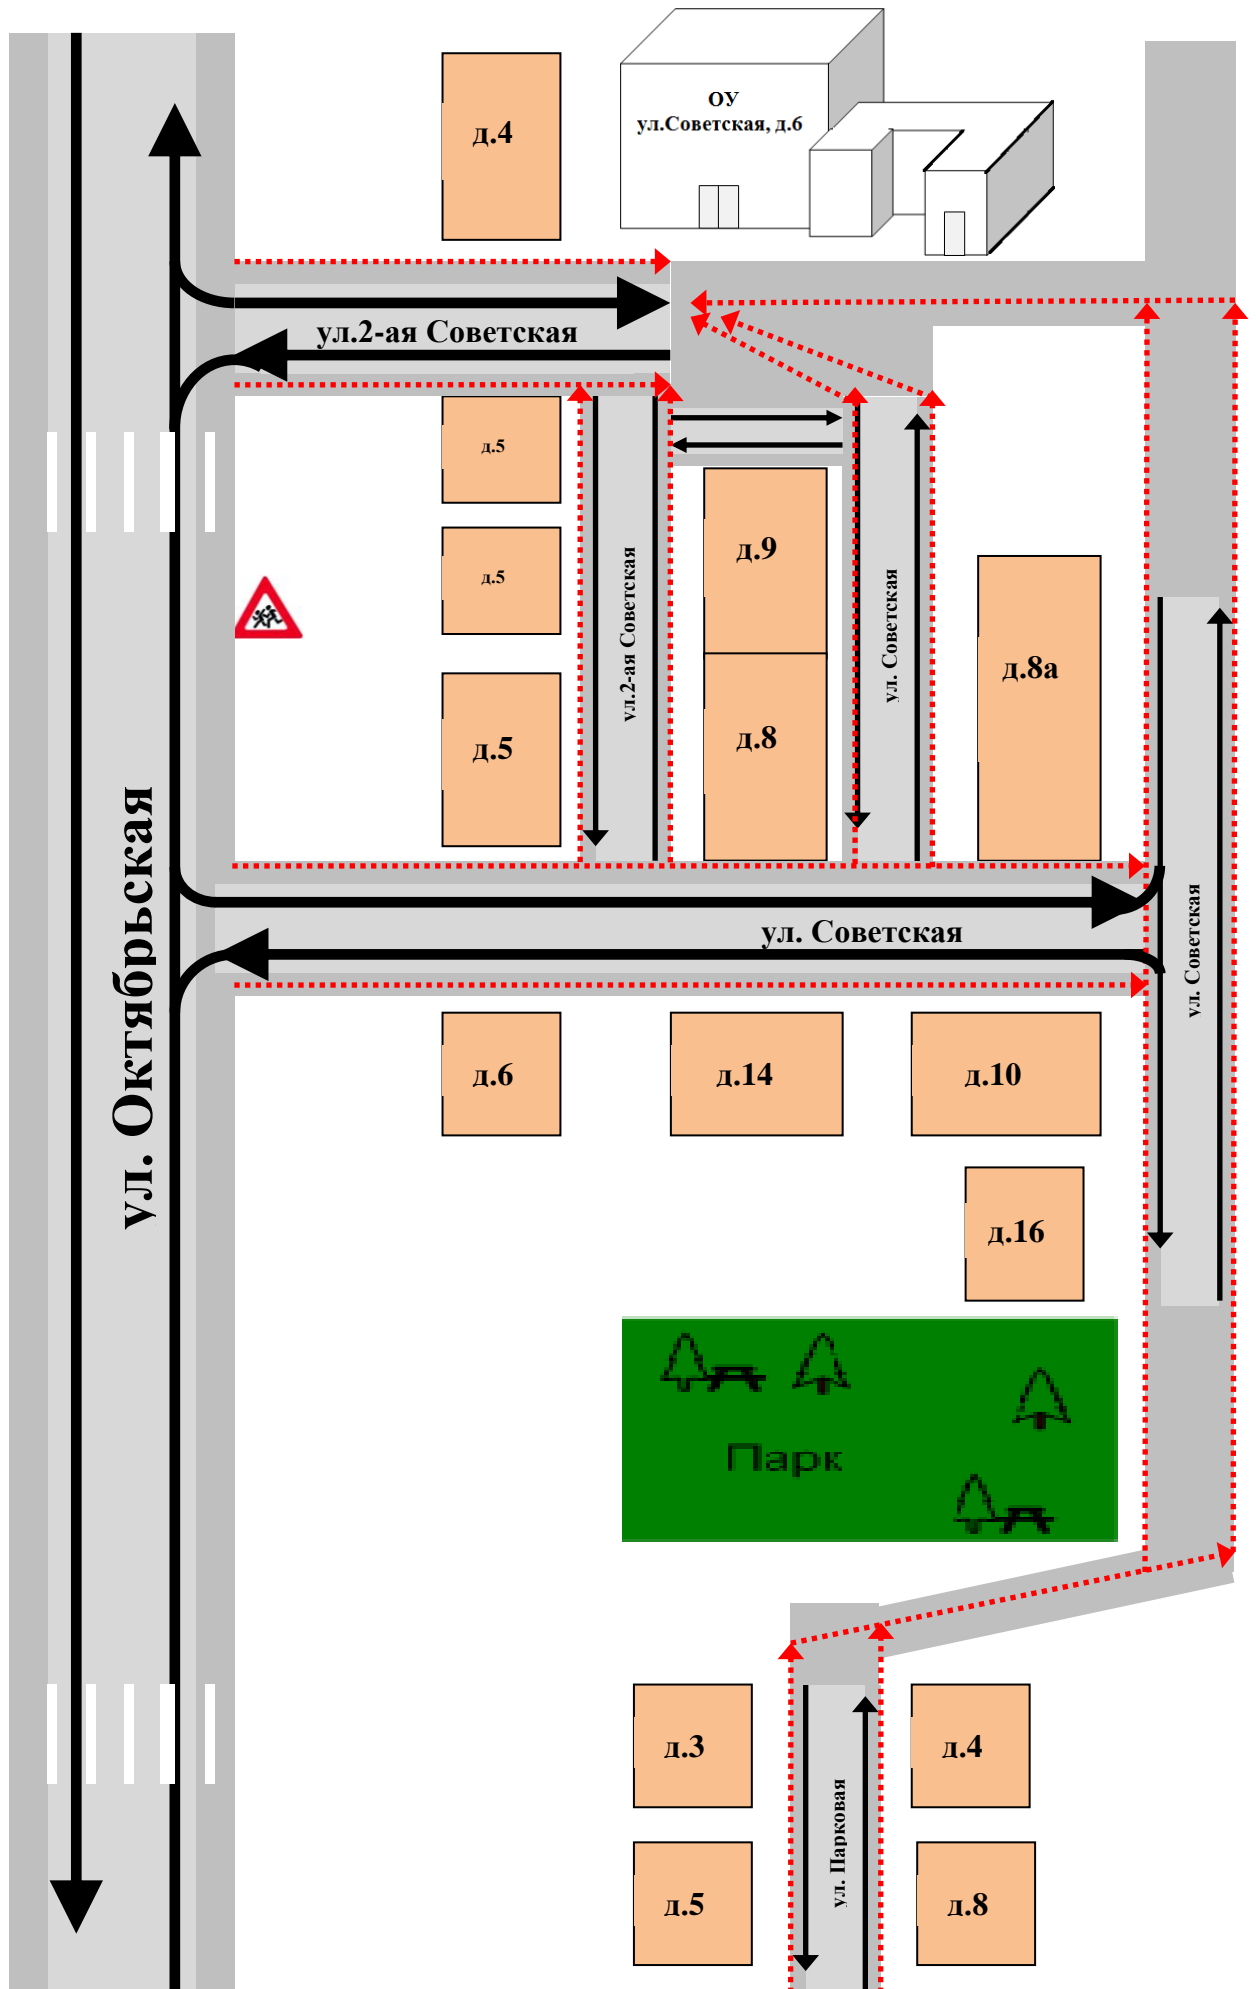 ОУ
ул.Советская, д.6
д.4
ул.2-ая Советская
д.5
д.9
д.5
ул.2-ая Советская
ул. Советская
д.8а
д.5
д.8
ул. Октябрьская
ул. Советская
ул. Советская
д.6
д.14
д.10
д.16
Парк
д.3
д.4
ул. Парковая
д.5
д.8